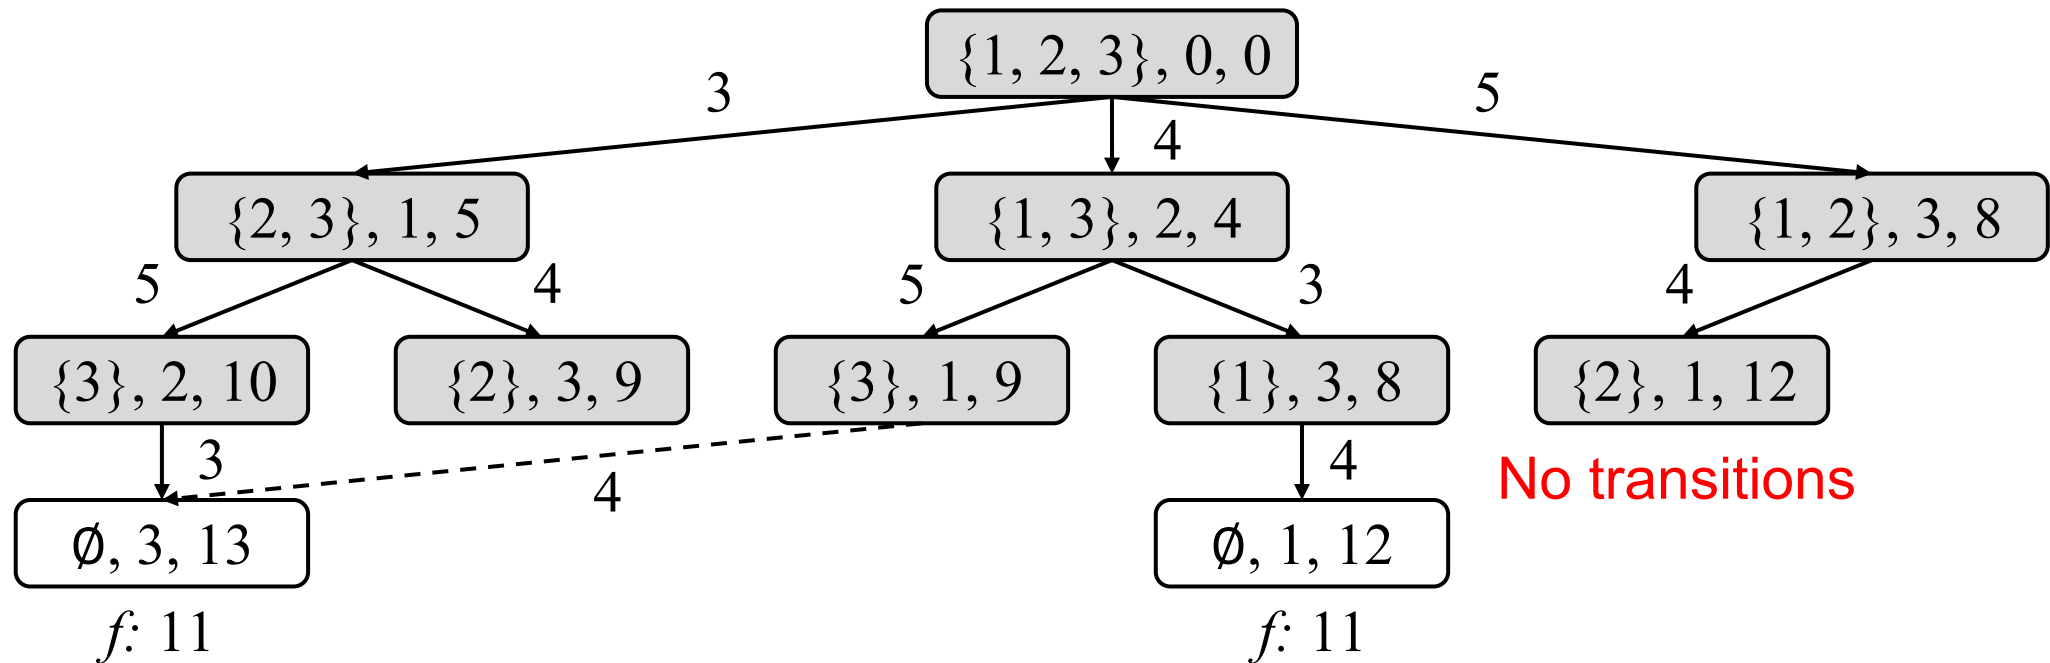 {1, 2, 3}, 0, 0
3
4
5
{2, 3}, 1, 5
{1, 3}, 2, 4
{1, 2}, 3, 8
5
4
5
3
4
{3}, 2, 10
{2}, 3, 9
{3}, 1, 9
{1}, 3, 8
{2}, 1, 12
3
4
4
No transitions
∅, 3, 13
∅, 1, 12
f: 11
f: 11